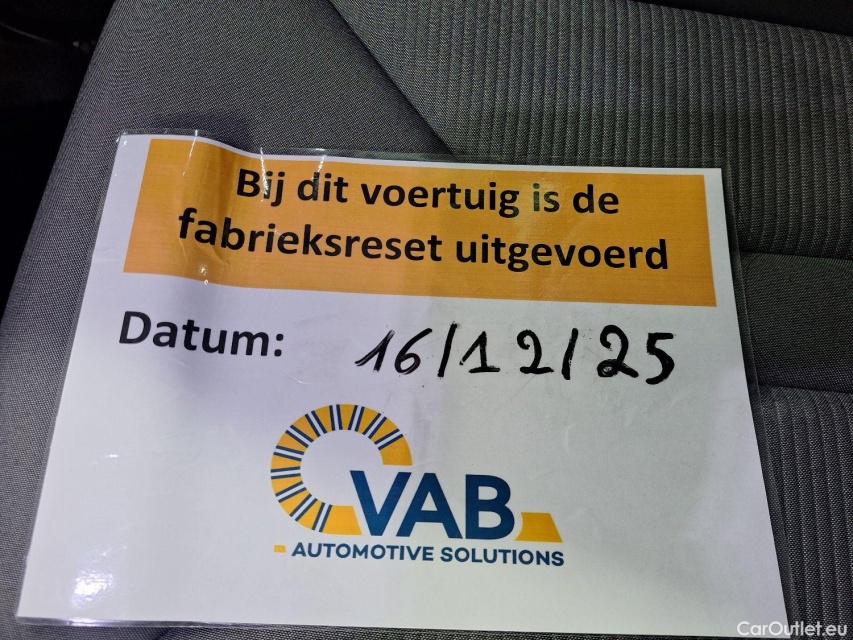 Bij dit voertuig is de
fabrieksreset uitgevoerd
Datum: 16/12/25
VAB
AUTOMOTIVE SOLUTIONS
CarOutlet.eu